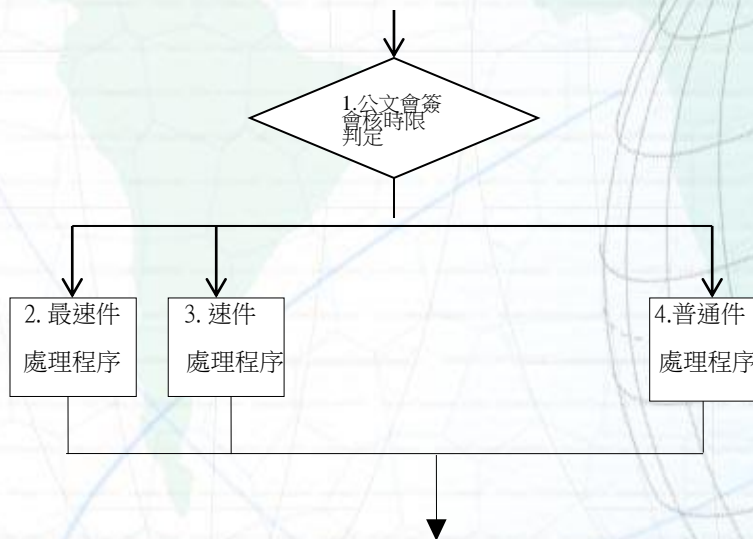 1.公文會簽
會核時限
判定
2. 最速件
處理程序
3. 速件
處理程序
4.普通件
處理程序